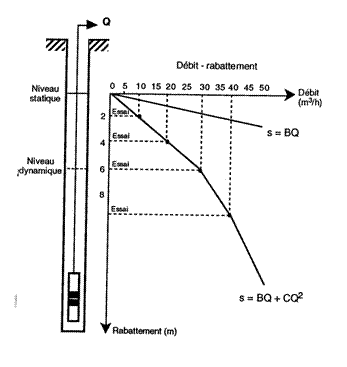 Q
Débit - rabattement
0 5 10 15 20 25 30 35 40 45 50
Débit
(m³/h)
Niveau
statique
Essai
2
s = BQ
Essai
4
Niveau
dynamique
Essai
6
8
Essai
s = BQ + CQ²
Rabattement (m)